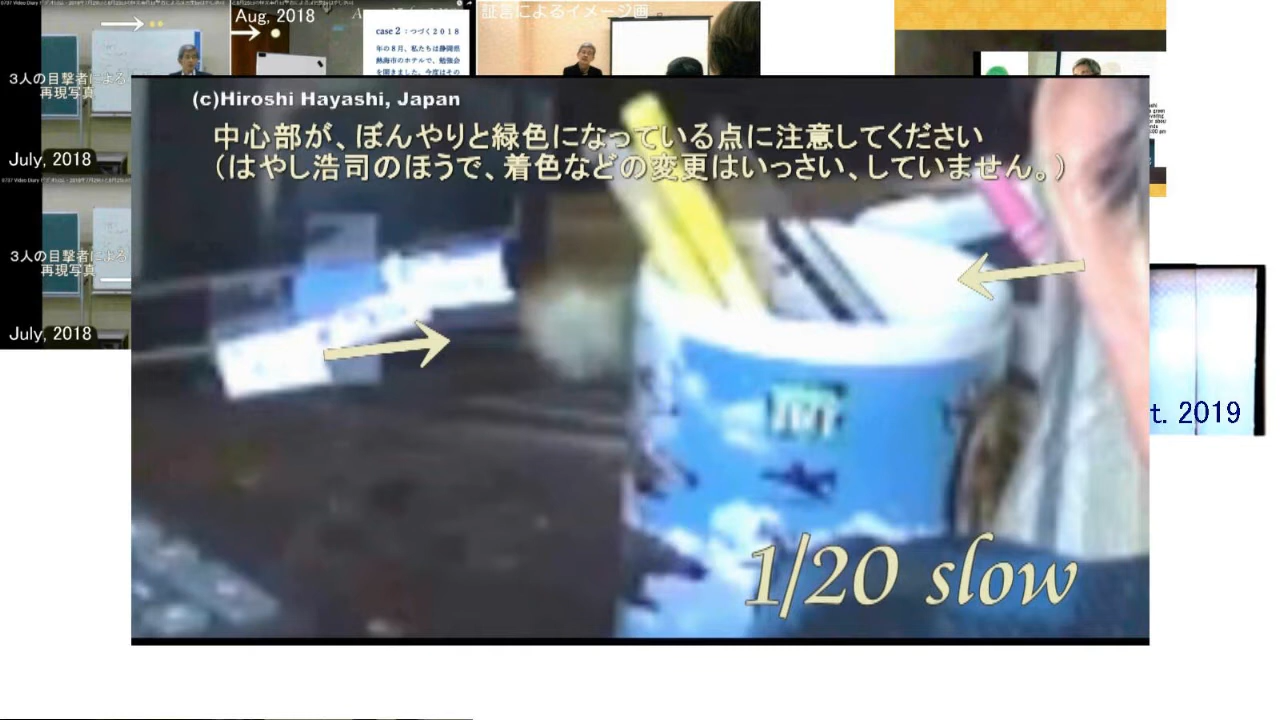 Aug, 2018
証言によるイメージ画
case 2：つづく2018
年の8月、私たちは静岡県
熱海市のホテルで、勉強会
を開きました。今度はその
3人の目撃者による
再現写真
July, 2018
3人の目撃者による
再現写真
July, 2018
(c)Hiroshi Hayashi, Japan
中心部が、ぼんやりと緑色になっている点に注意してください
（はやし浩司のほうで、着色などの変更はいっさい、していません。）
t. 2019
1/20 slow